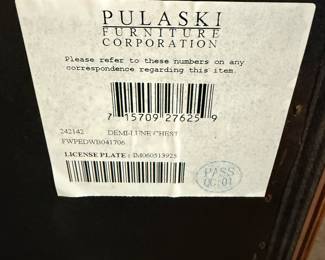 PULASKI
FURNITURE
CORPORATION
Please refer to these numbers on any
correspondence regarding this item.
7 15709 27625 9
242142 DEMI-LUNE CHEST
FWPEDWB041706
LICENSE PLATE : IM060513925
PASS
QC:01